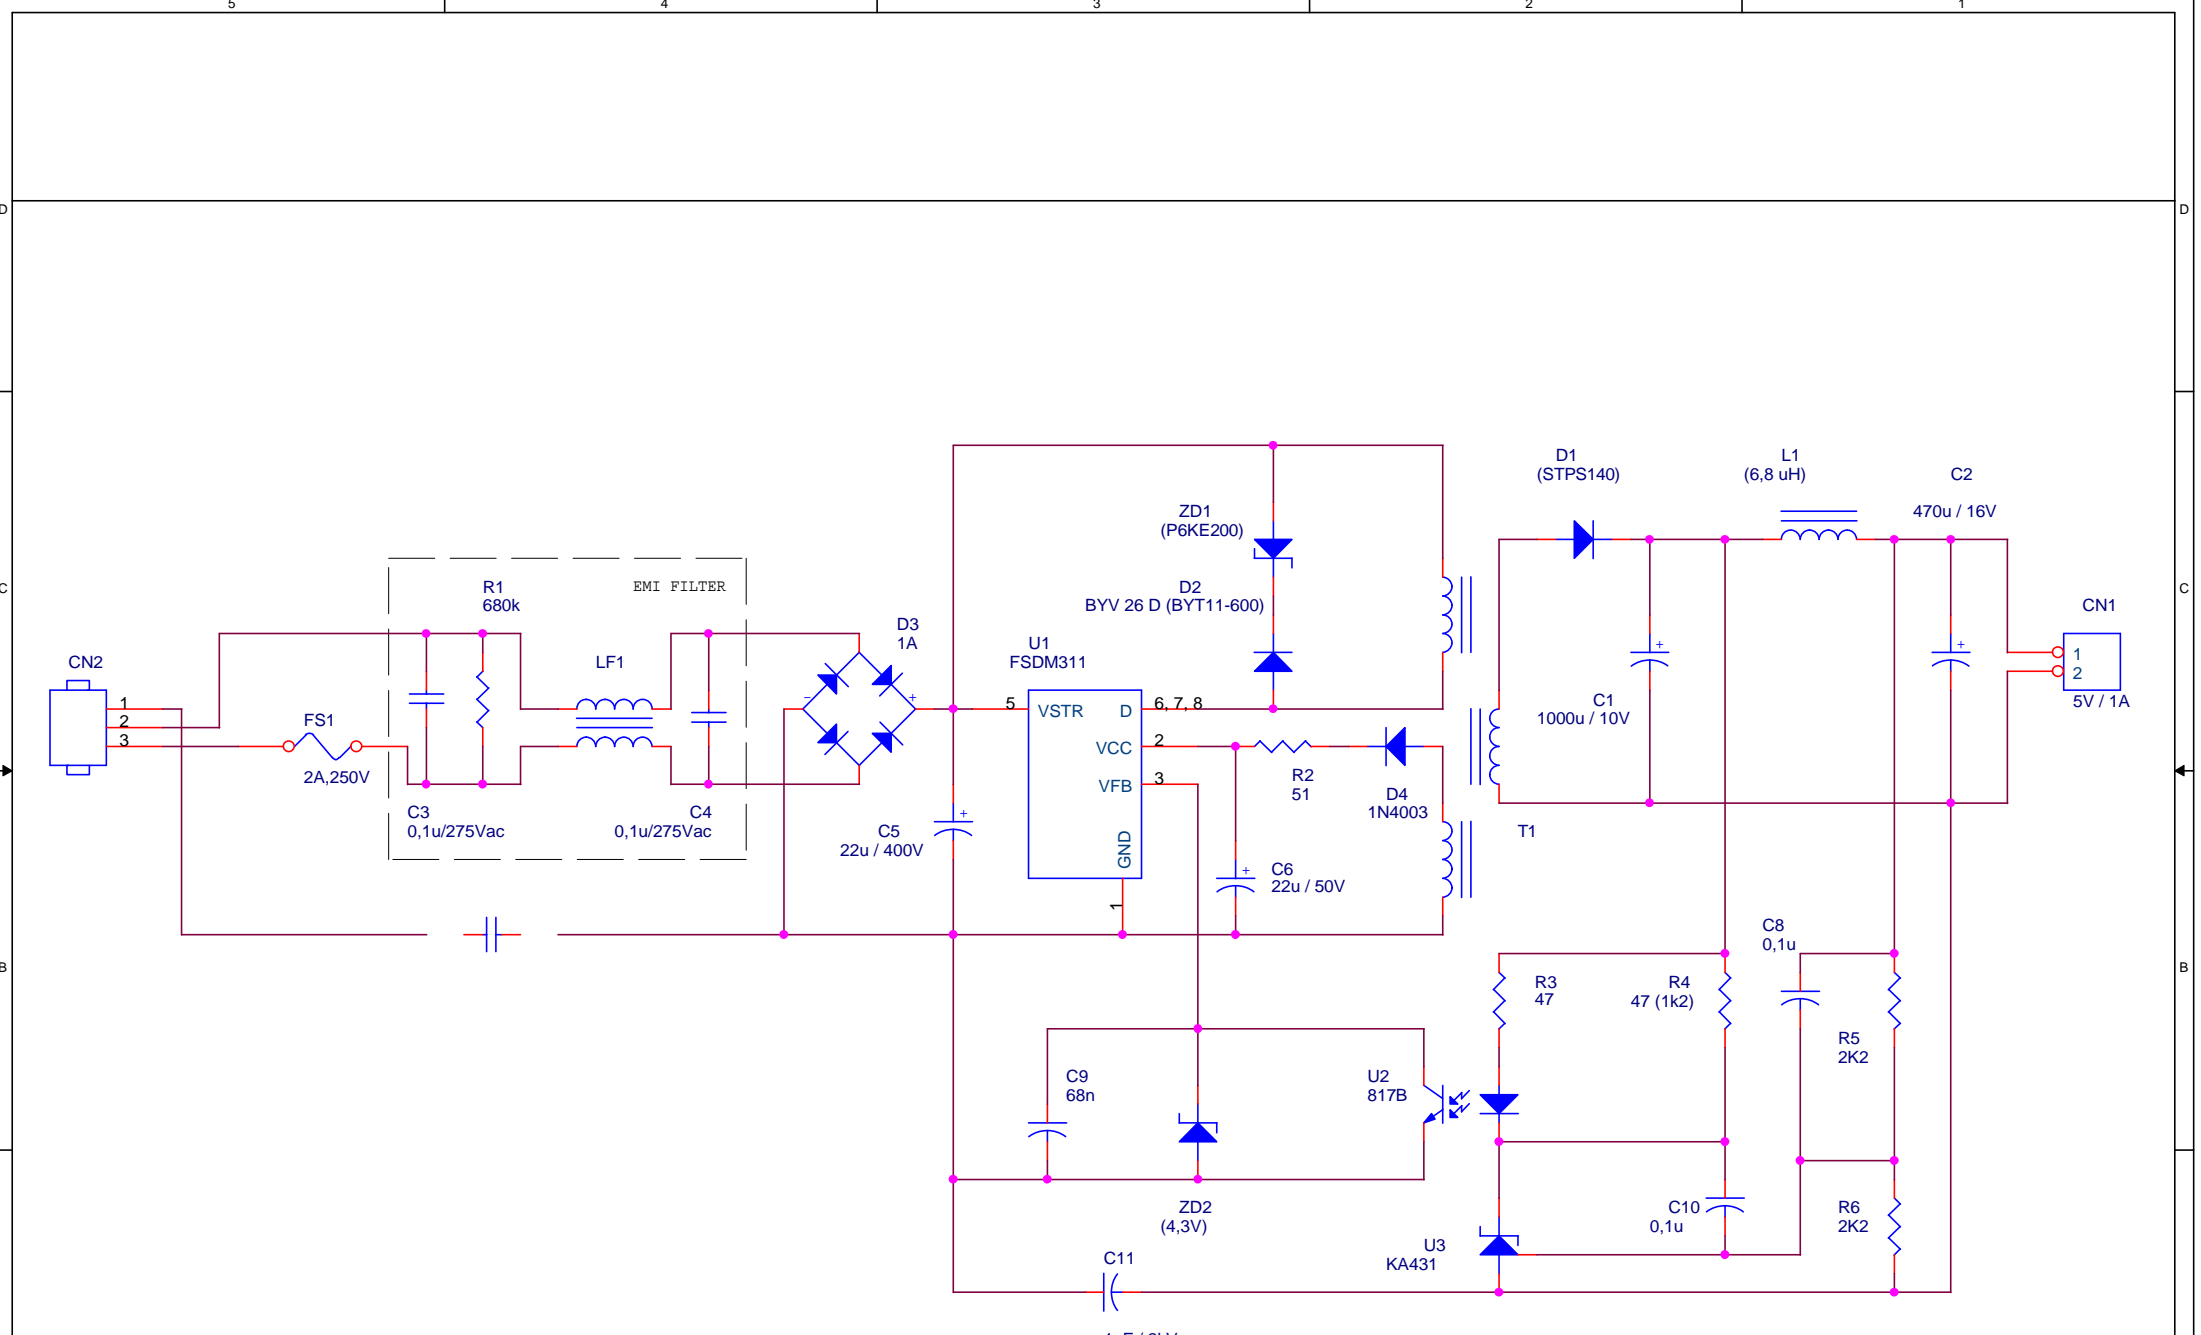 5 4 3 2 1
D D
D1
(STPS140)
L1
(6,8 uH)
C2
470u / 16V
ZD1
(P6KE200)
C C
R1
680k
EMI FILTER
D2
BYV 26 D (BYT11-600)
CN1
1
2
5V / 1A
D3
1A
- +
U1
FSDM311
5 VSTR D 6, 7, 8
VCC 2
VFB 3
GND
1
CN2
1
2
3
LF1
FS1
2A,250V
+
C1
1000u / 10V
+
R2
51
D4
1N4003
T1
C3
0,1u/275Vac
C4
0,1u/275Vac
+
C5
22u / 400V
+
C6
22u / 50V
C8
0,1u
B B
R3
47
R4
47 (1k2)
R5
2K2
C9
68n
U2
817B
ZD2
(4,3V)
C10
0,1u
R6
2K2
U3
KA431
C11